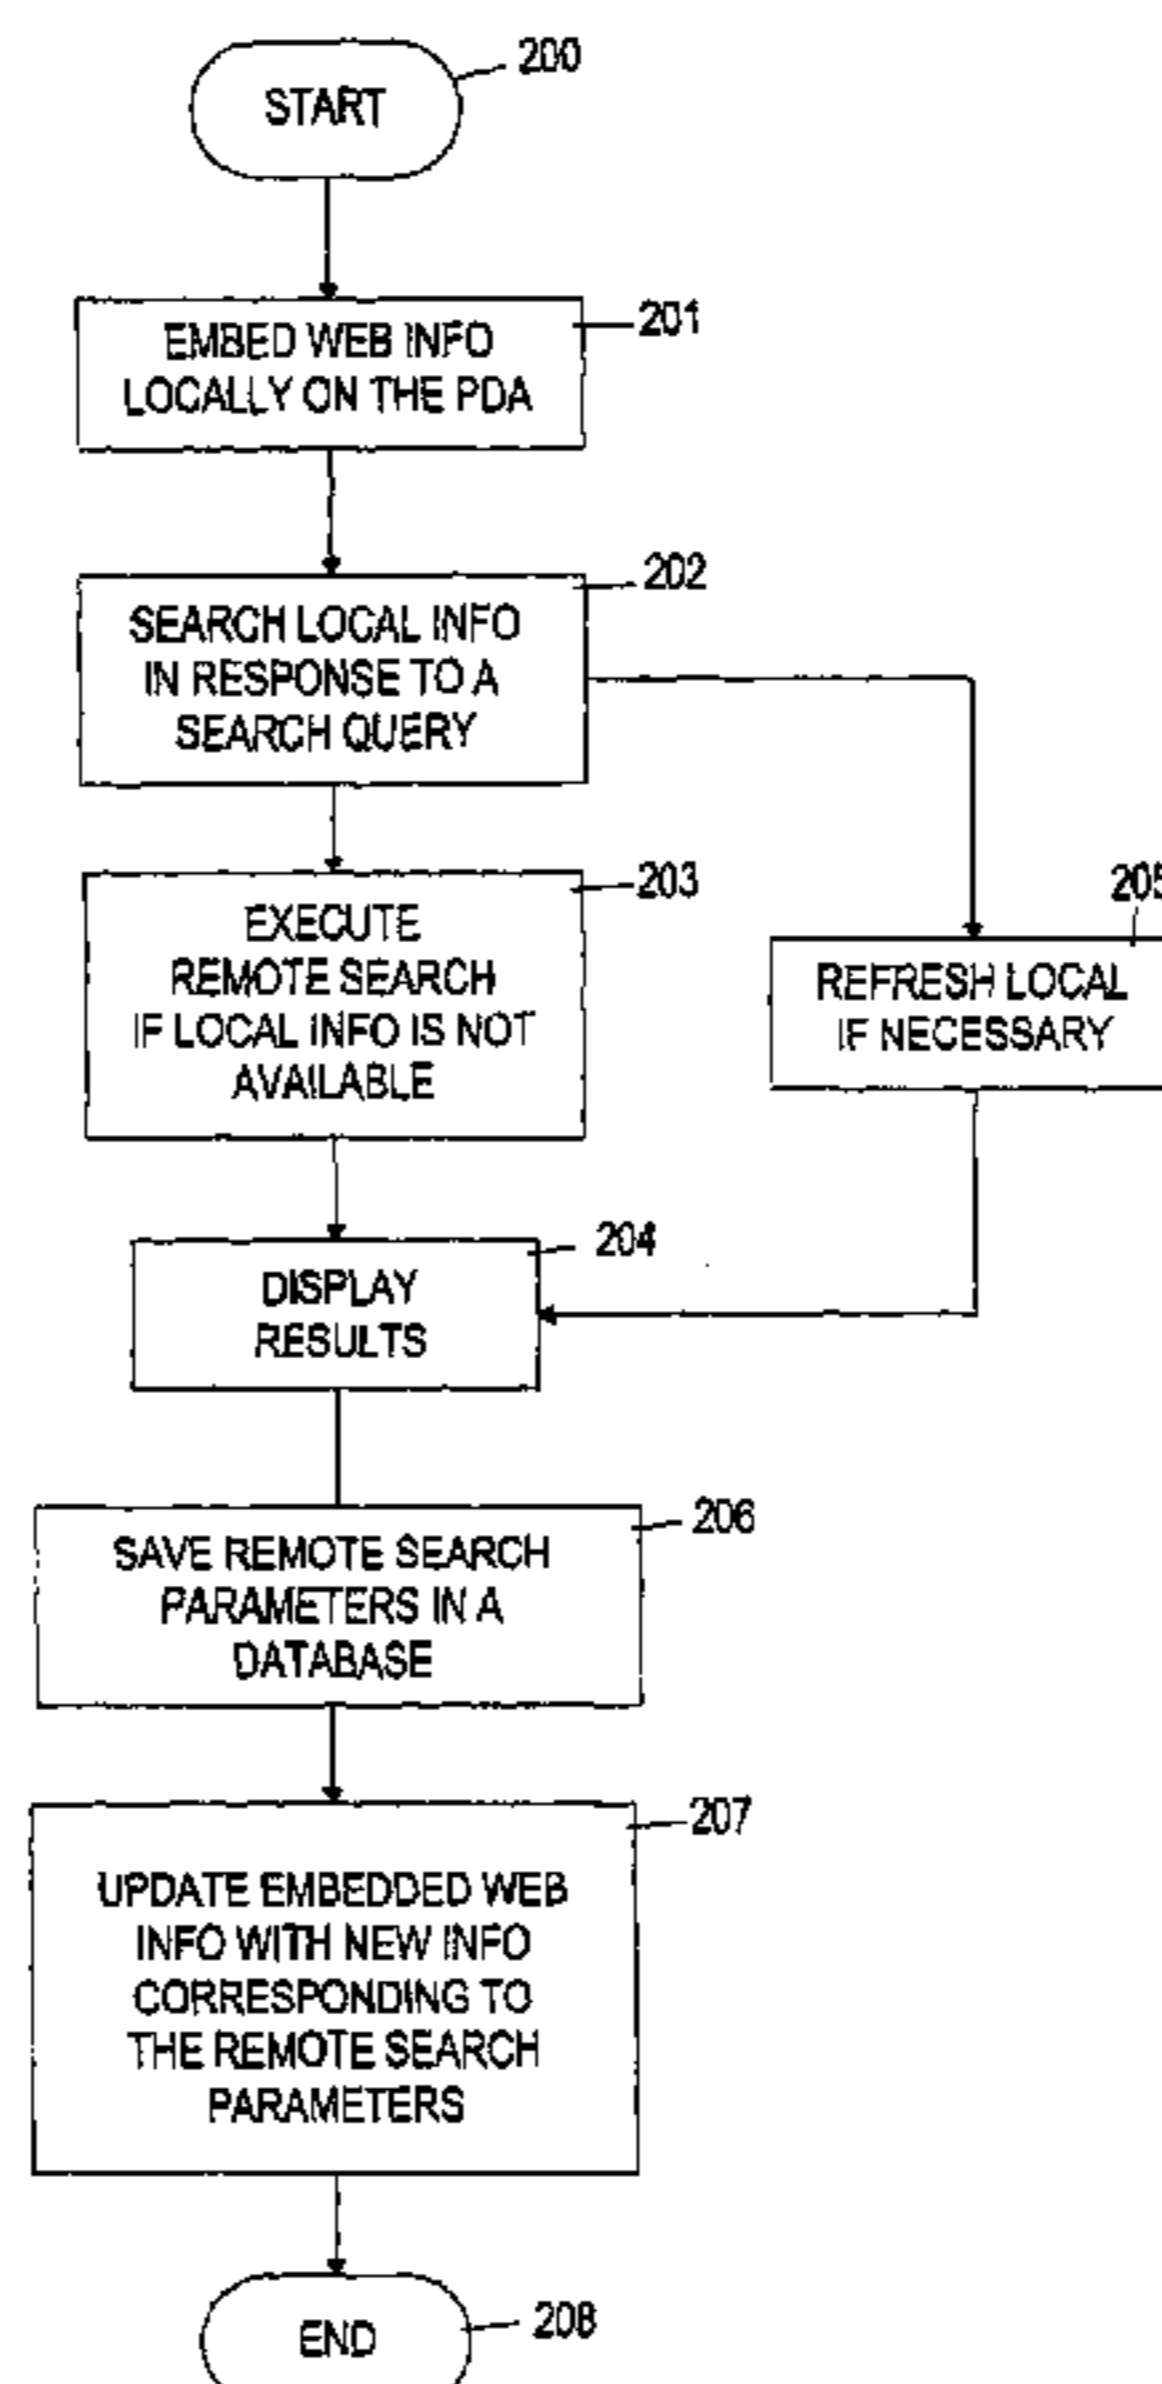 200
START
201
EMBED WEB INFO
LOCALLY ON THE PDA
202
SEARCH LOCAL INFO
IN RESPONSE TO A
SEARCH QUERY
203
EXECUTE
REMOTE SEARCH
IF LOCAL INFO IS NOT
AVAILABLE
205
REFRESH LOCAL
IF NECESSARY
204
DISPLAY
RESULTS
206
SAVE REMOTE SEARCH
PARAMETERS IN A
DATABASE
207
UPDATE EMBEDDED WEB
INFO WITH NEW INFO
CORRESPONDING TO
THE REMOTE SEARCH
PARAMETERS
208
END